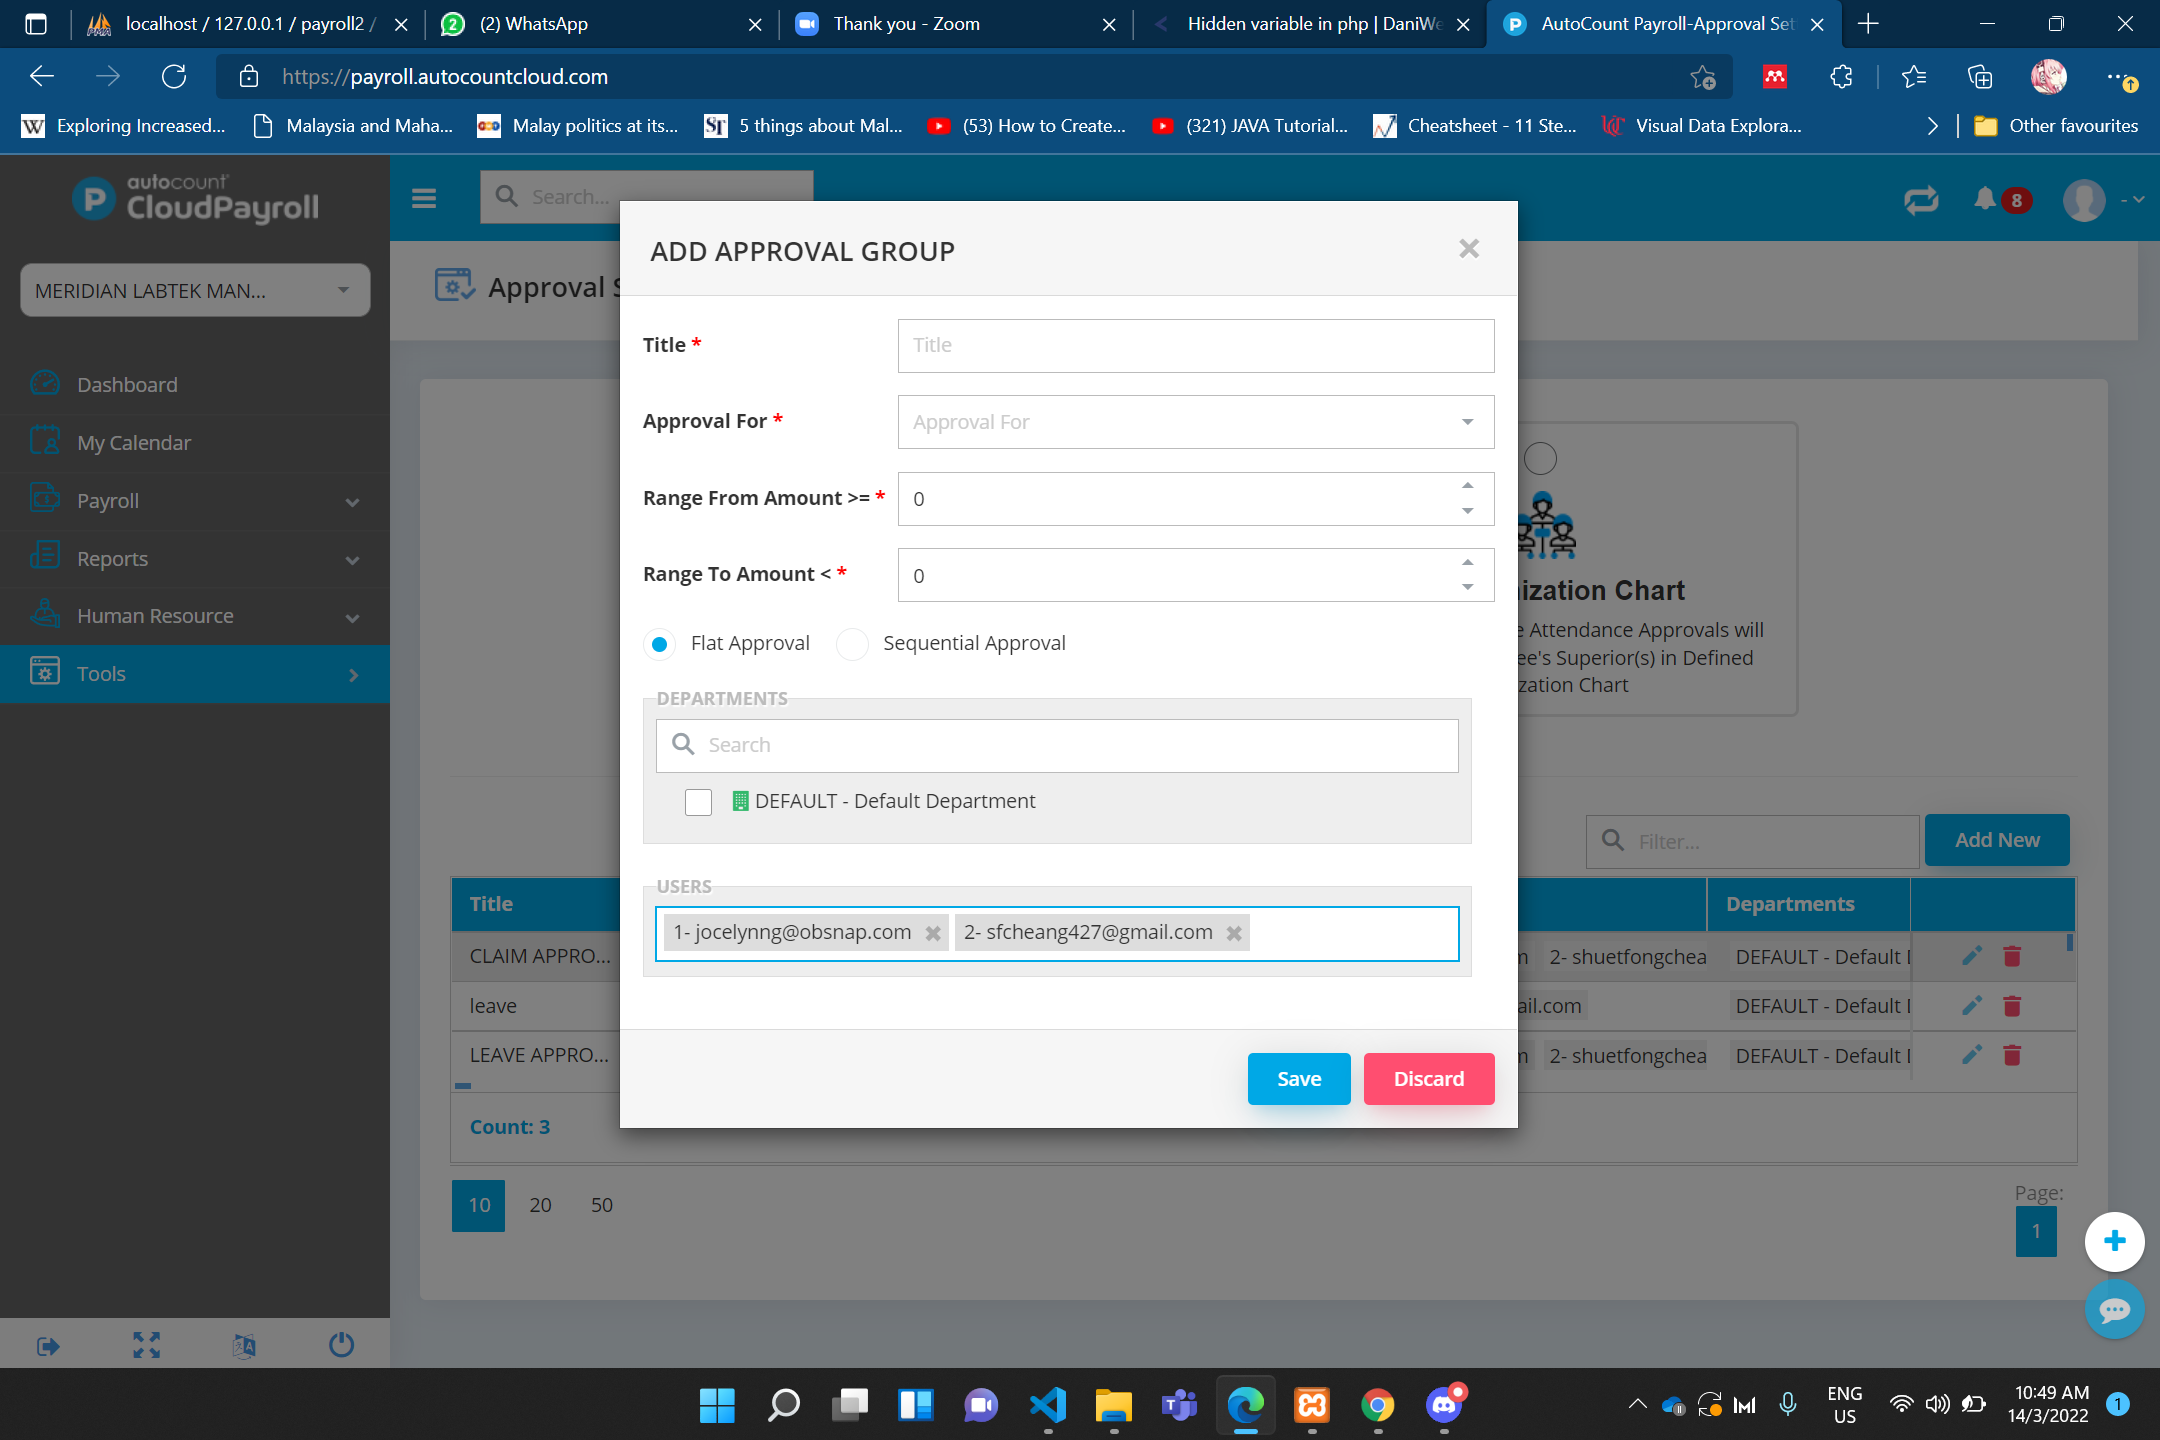 localhost / 127.0.0.1 / payroll2 /
(2) WhatsApp
Thank you - Zoom
Hidden variable in php | DaniWe
AutoCount Payroll-Approval Set
https://payroll.autocountcloud.com
Exploring Increased...
Malaysia and Maha...
Malay politics at its...
5 things about Mal...
(53) How to Create...
(321) JAVA Tutorial...
Cheatsheet - 11 Ste...
Visual Data Explora...
Other favourites
autocount
CloudPayroll
Search...
8
-
MERIDIAN LABTEK MAN...
Approval S
Dashboard
My Calendar
Payroll
Reports
Human Resource
Tools
ADD APPROVAL GROUP
Title *
Title
Approval For *
Approval For
Range From Amount >= *
0
Range To Amount < *
0
Flat Approval
Sequential Approval
DEPARTMENTS
Search
DEFAULT - Default Department
USERS
1- jocelynng@obsnap.com
2- sfcheang427@gmail.com
Save
Discard
ization Chart
e Attendance Approvals will
ee's Superior(s) in Defined
zation Chart
Filter...
Add New
Title
Departments
CLAIM APPRO...
m
2- shuetfongchea
DEFAULT - Default D
leave
ail.com
DEFAULT - Default D
LEAVE APPRO...
m
2- shuetfongchea
DEFAULT - Default D
Count: 3
10
20
50
Page:
1
ENG
US
10:49 AM
14/3/2022
1